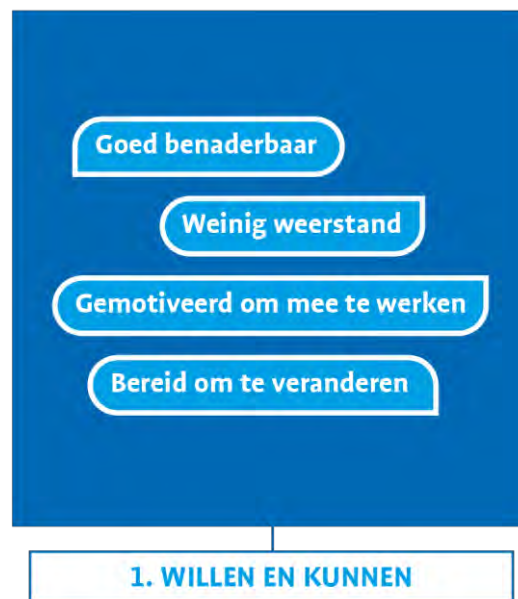 Goed benaderbaar
Weinig weerstand
Gemotiveerd om mee te werken
Bereid om te veranderen
1. WILLEN EN KUNNEN